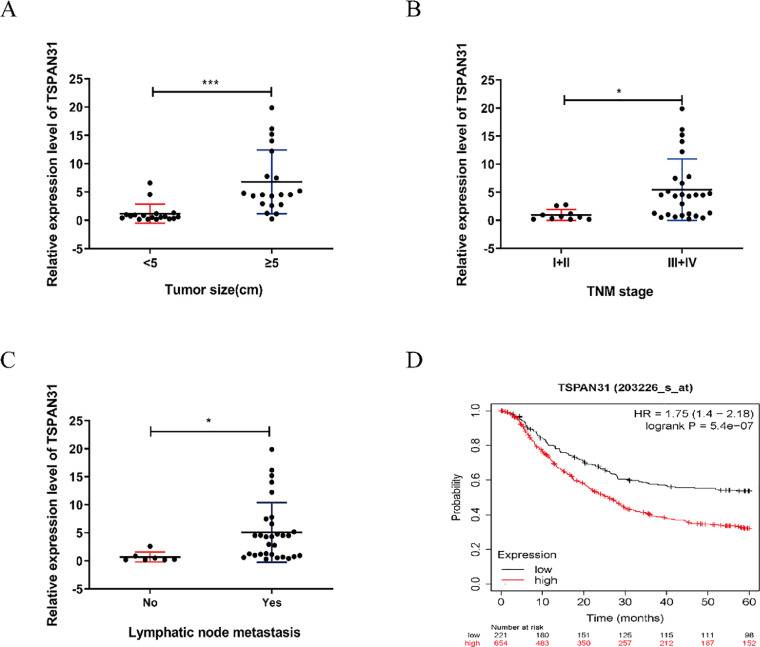 A
Relative expression level of TSPAN31
25
20
15
10
5
0
-5
***
<5
≥5
Tumor size(cm)
B
Relative expression level of TSPAN31
25
20
15
10
5
0
-5
*
I+II
III+IV
TNM stage
C
Relative expression level of TSPAN31
25
20
15
10
5
0
-5
*
No
Yes
Lymphatic node metastasis
D
TSPAN31 (203226_s_at)
HR = 1.75 (1.4 − 2.18)
logrank P = 5.4e−07
Probability
1.0
0.8
0.6
0.4
0.2
0.0
Expression
low
high
0 10 20 30 40 50 60
Time (months)
Number at risk
low 221 180 151 125 115 111 98
high 654 483 350 257 212 187 152